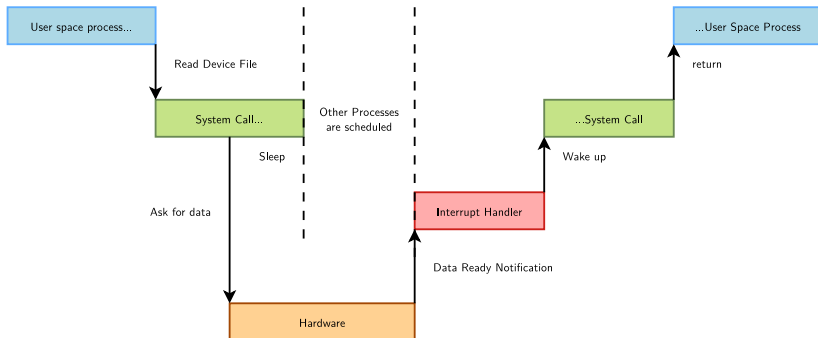 User space process...
...User Space Process
Read Device File
return
System Call...
Other Processes
are scheduled
...System Call
Sleep
Wake up
Ask for data
Interrupt Handler
Data Ready Notification
Hardware